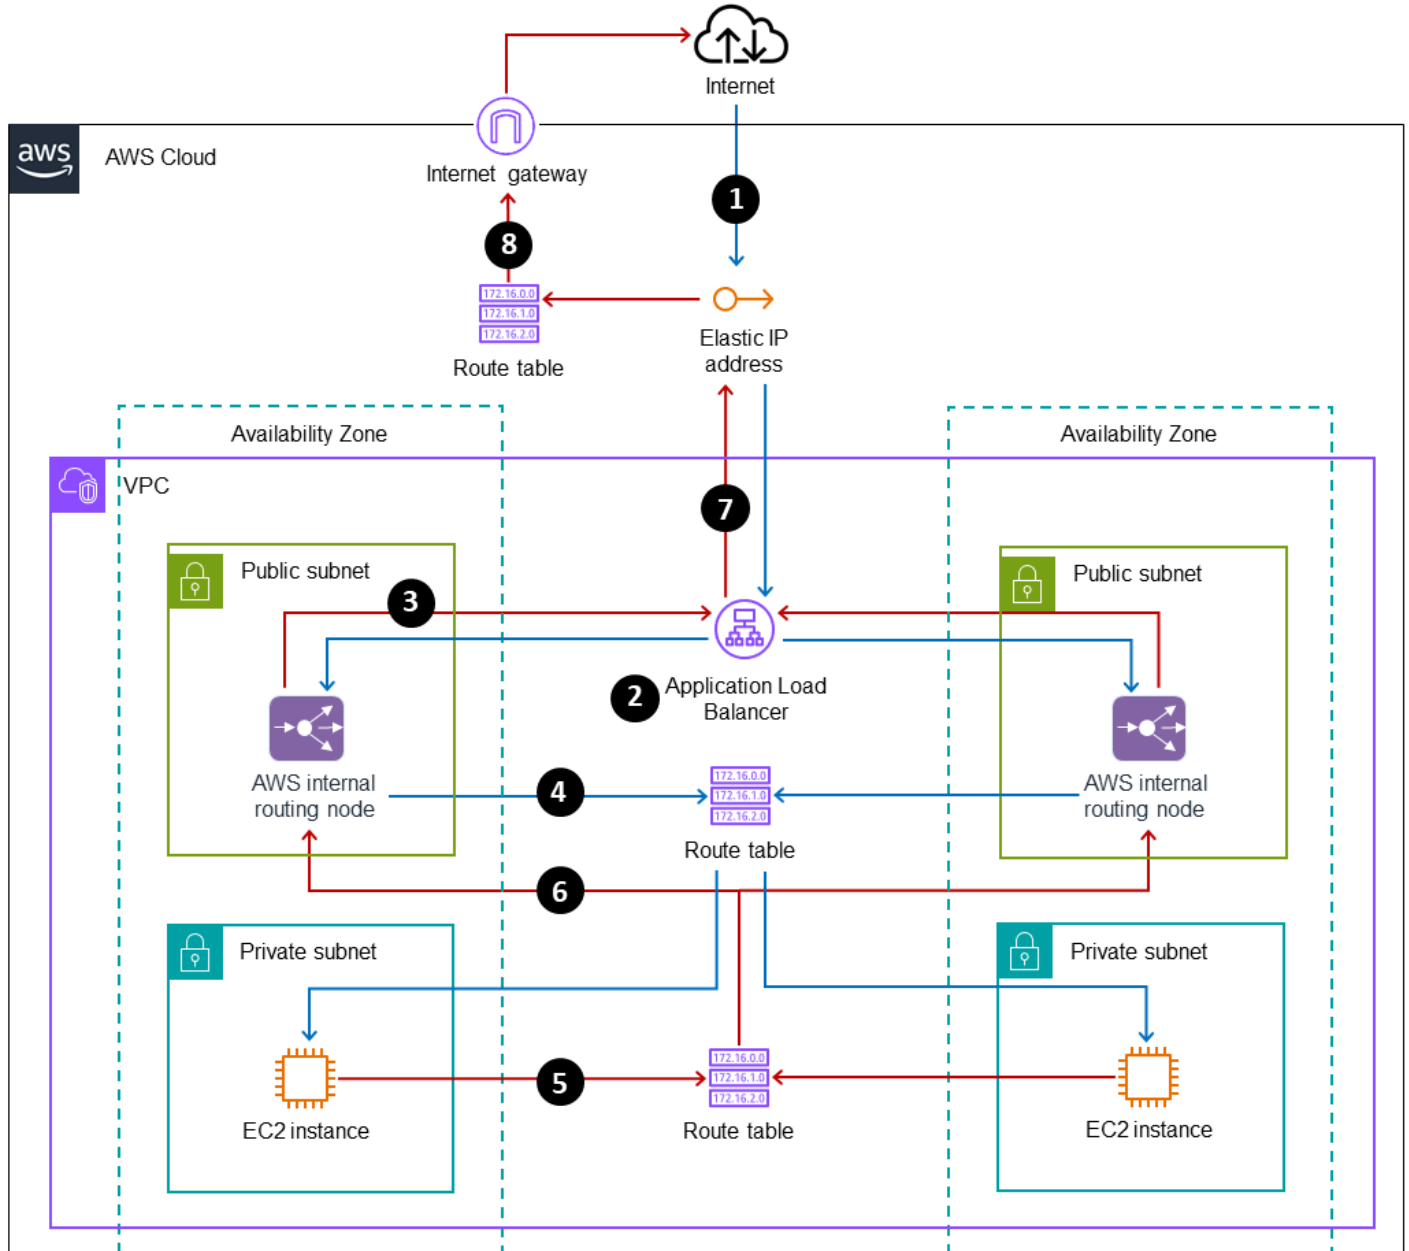 Internet
aws
AWS Cloud
Internet gateway
1
8
172.16.0.0
172.16.1.0
172.16.2.0
Route table
Elastic IP
address
Availability Zone
Availability Zone
VPC
7
Public subnet
Public subnet
3
2
Application Load
Balancer
AWS internal
routing node
4
172.16.0.0
172.16.1.0
172.16.2.0
Route table
AWS internal
routing node
6
Private subnet
Private subnet
5
172.16.0.0
172.16.1.0
172.16.2.0
Route table
EC2 instance
EC2 instance